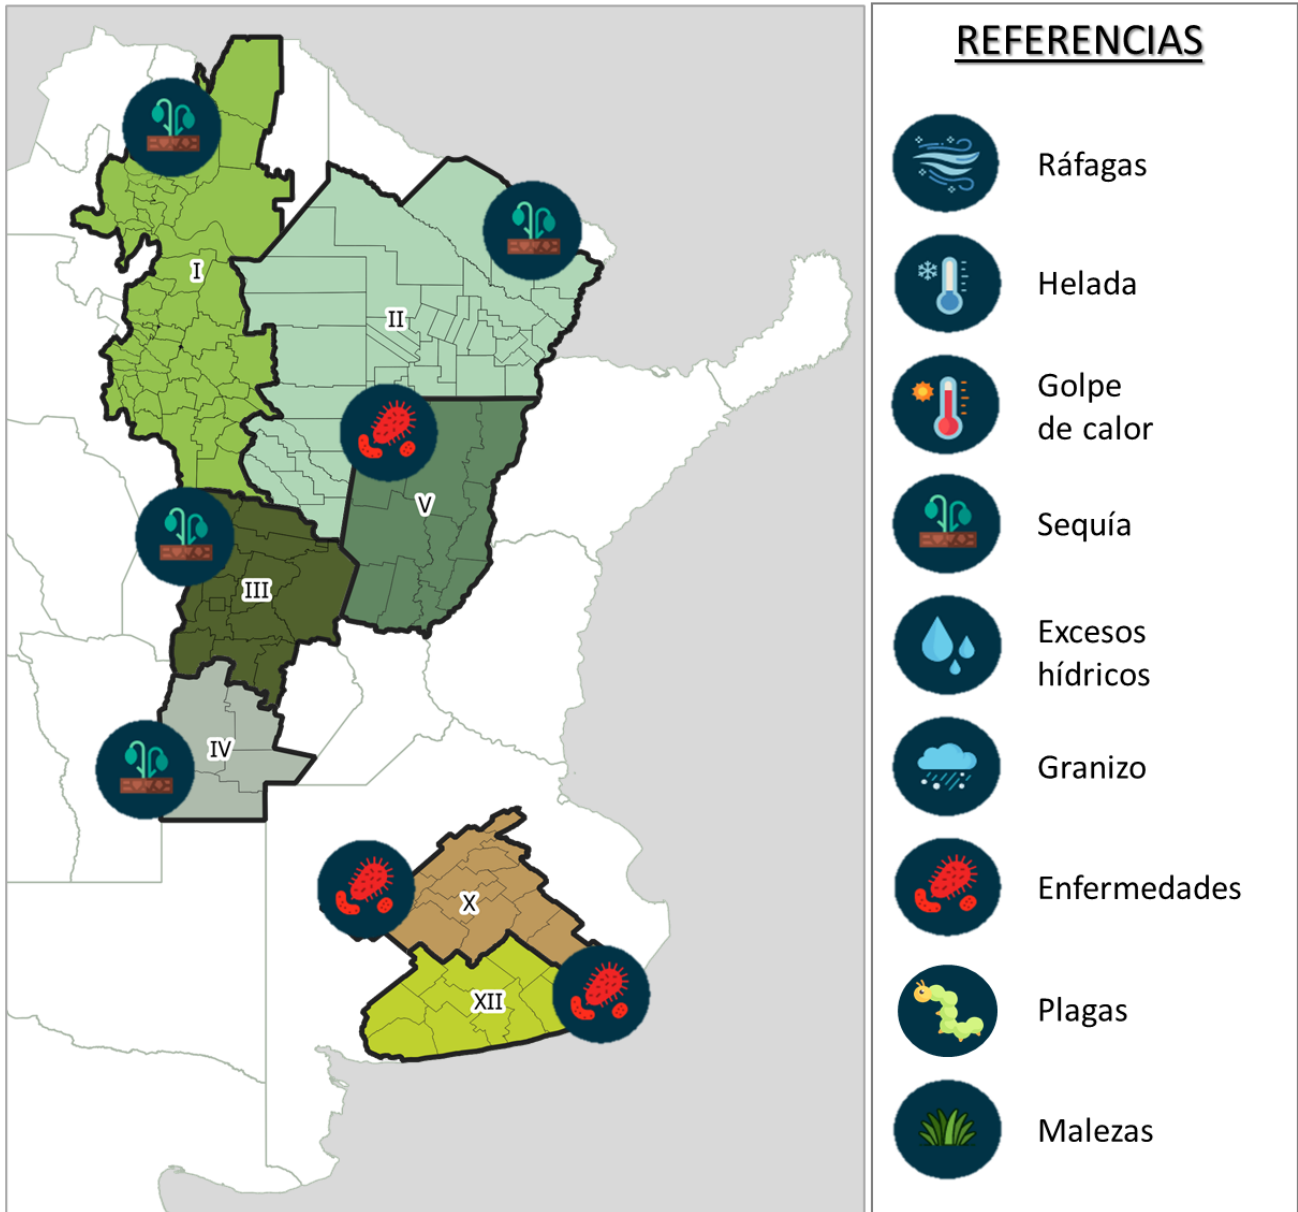 REFERENCIAS
Ráfagas
Helada
Golpe
de calor
Sequía
Excesos
hídricos
Granizo
Enfermedades
Plagas
Malezas
I
II
V
III
IV
X
XII